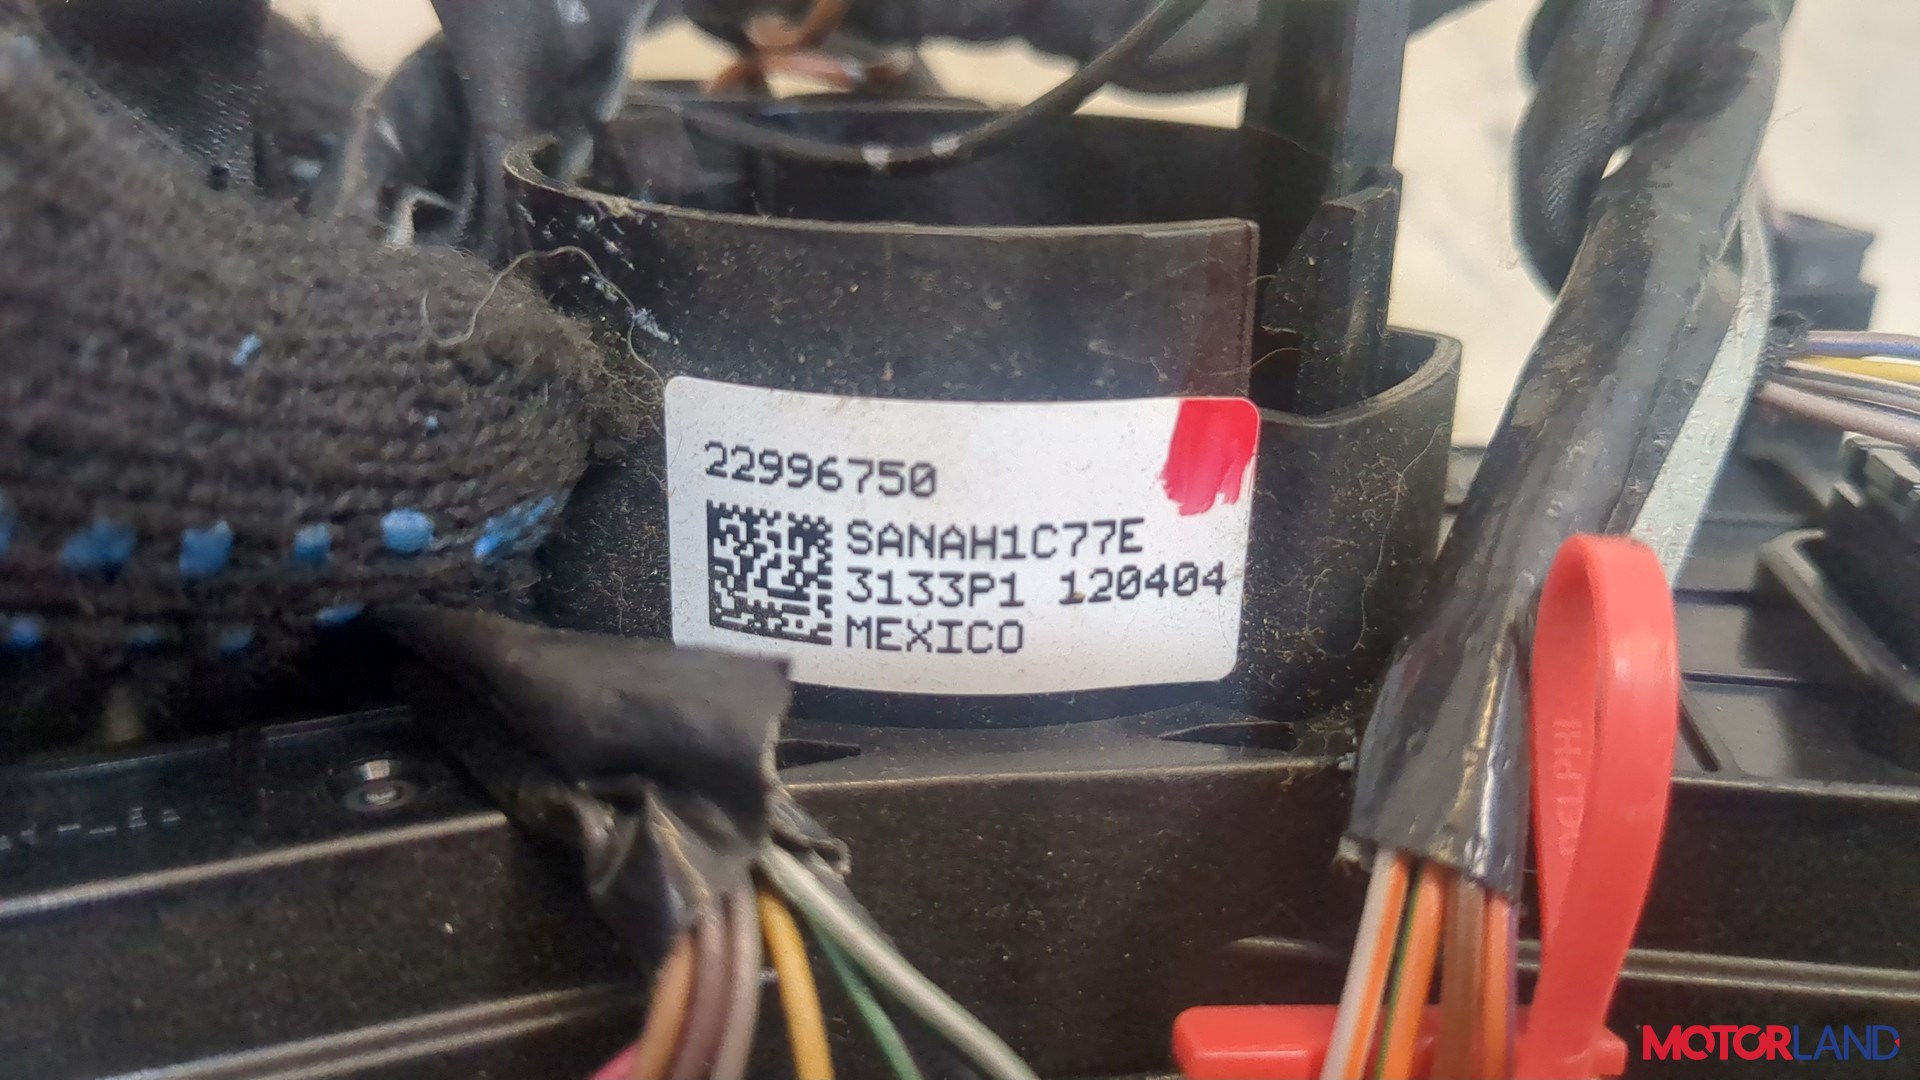 22996750
SANAH1C77E
3133P1 120404
MEXICO
DELPHI
MOTORLAND